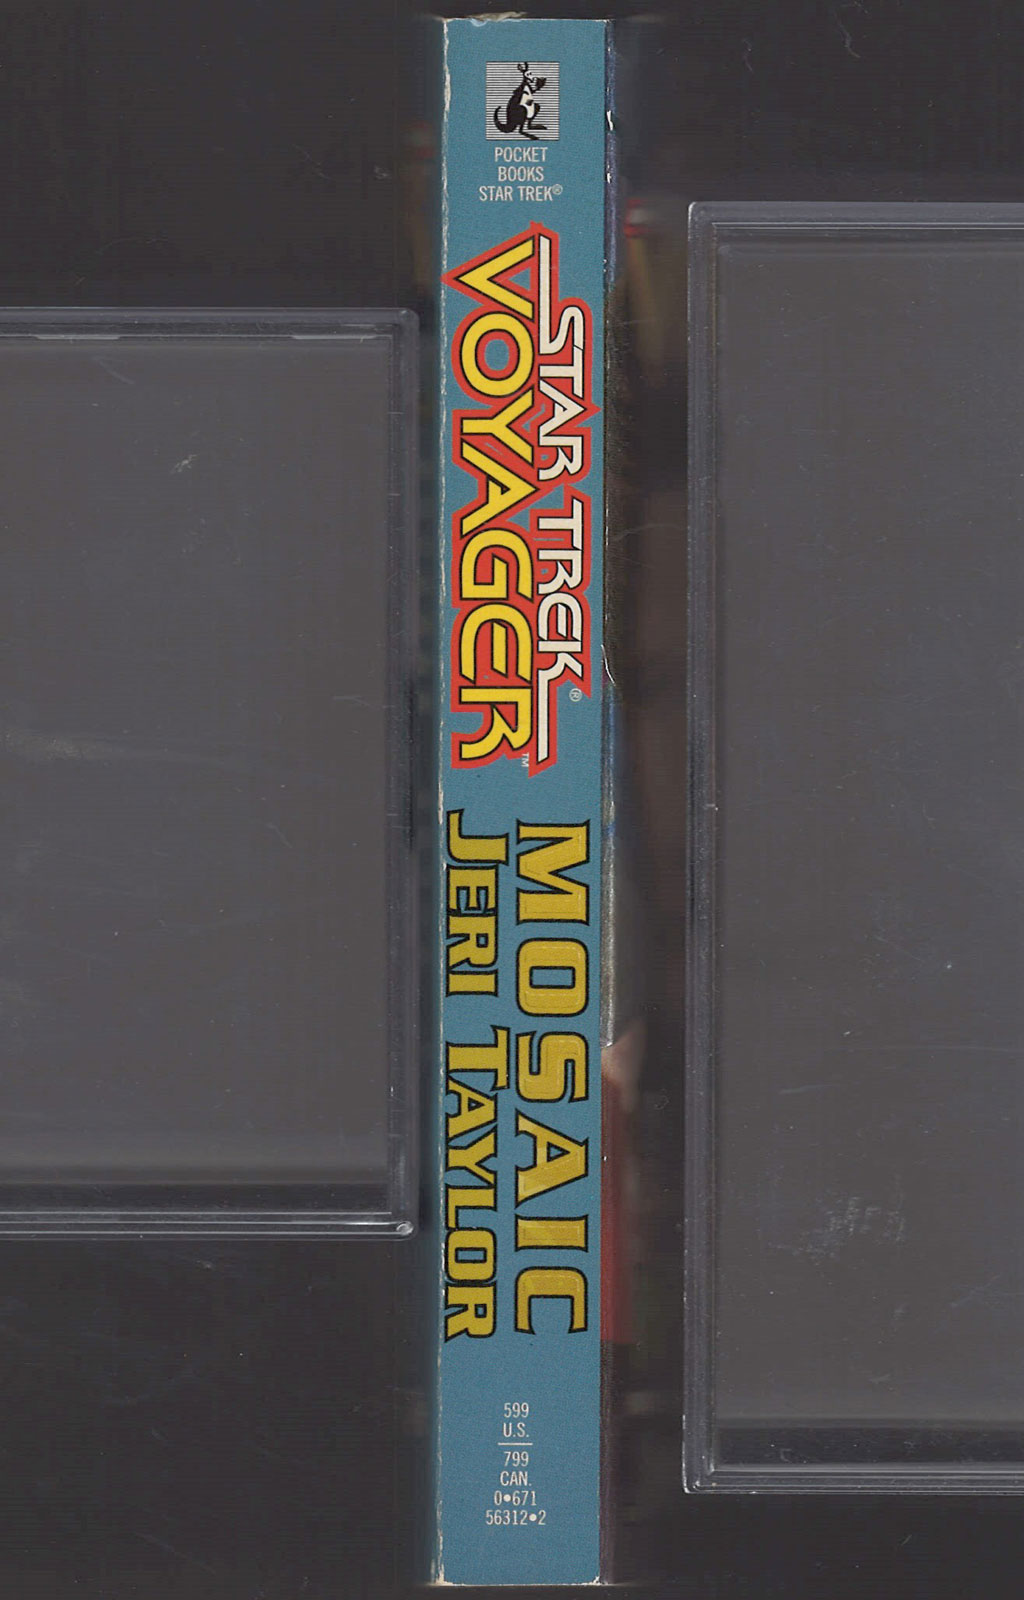 POCKET
BOOKS
STAR TREK®
STAR TREK®
VOYAGER™
MOSAIC
JERI TAYLOR
599
U.S.
799
CAN.
0•671
56312•2